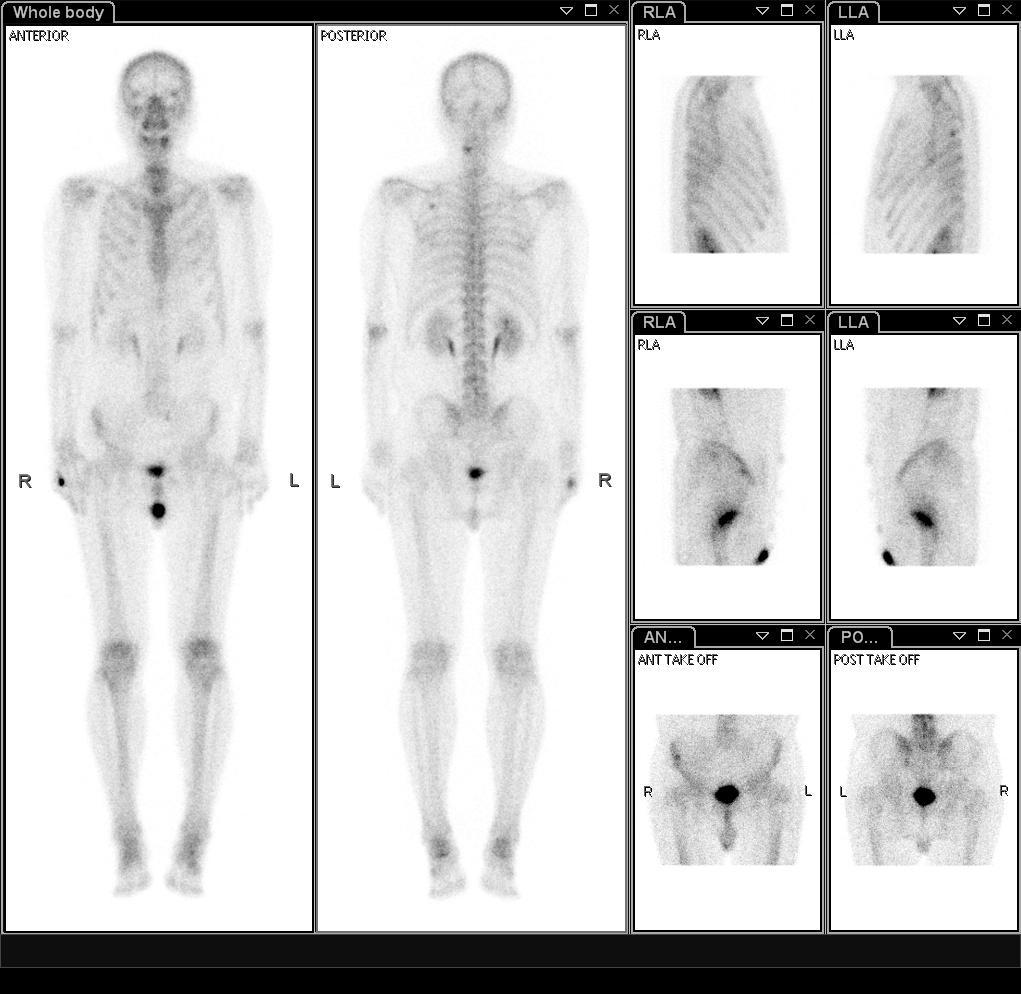 Whole body
ANTERIOR
POSTERIOR
R
L
L
R
RLA
RLA
LLA
LLA
RLA
RLA
LLA
LLA
AN...
ANT TAKE OFF
R
L
PO...
POST TAKE OFF
L
R